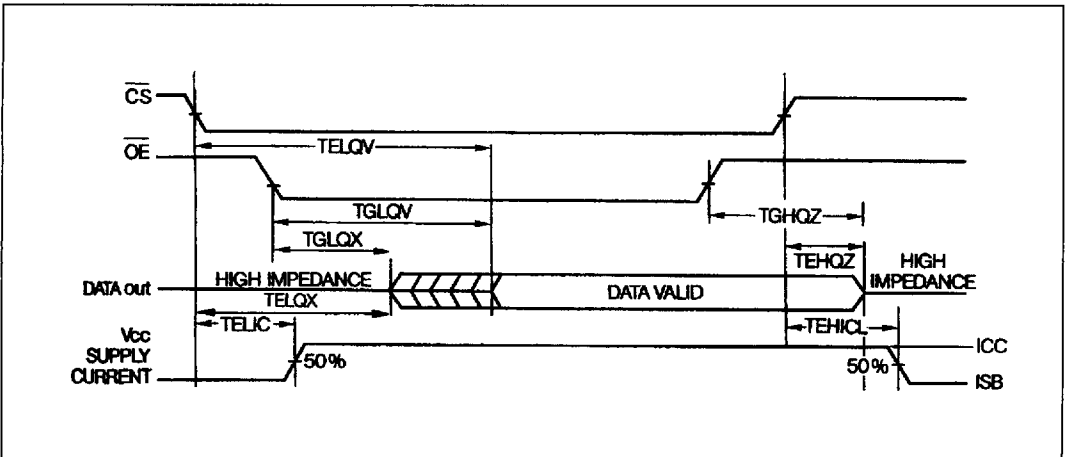 CS
TELQV
OE
TGLQV
TGHQZ
TGLQX
TEHQZ
HIGH IMPEDANCE
HIGH IMPEDANCE
DATA out
DATA VALID
TELQX
TELIC
TEHICL
Vcc SUPPLY CURRENT
50%
50%
ICC
ISB